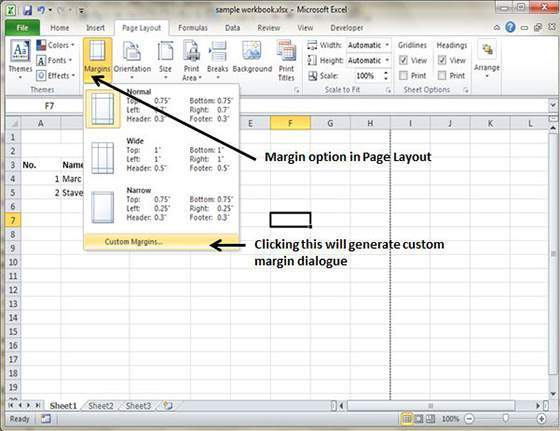 sample workbook.xlsx - Microsoft Excel
File Home Insert Page Layout Formulas Data Review View Developer
Themes Colors Fonts Effects Margins Orientation Size Print Area Breaks Background Print Titles Width: Automatic Height: Automatic Scale: 100% Gridlines View Print Headings View Print Arrange
Themes Scale to Fit Sheet Options
F7
Normal
Top: 0.75" Bottom: 0.75"
Left: 0.7" Right: 0.7"
Header: 0.3" Footer: 0.3"
Wide
Top: 1" Bottom: 1"
Left: 1" Right: 1"
Header: 0.5" Footer: 0.5"
Narrow
Top: 0.75" Bottom: 0.75"
Left: 0.25" Right: 0.25"
Header: 0.3" Footer: 0.3"
Custom Margins...
A E F G H I J K L
1
2
3 No. Name
4 1 Marc
5 2 Stave
6
7
8
9
10
11
12
13
14
15
16
17
18
19
20
Margin option in Page Layout
Clicking this will generate custom
margin dialogue
Sheet1 Sheet2 Sheet3
Ready 100%